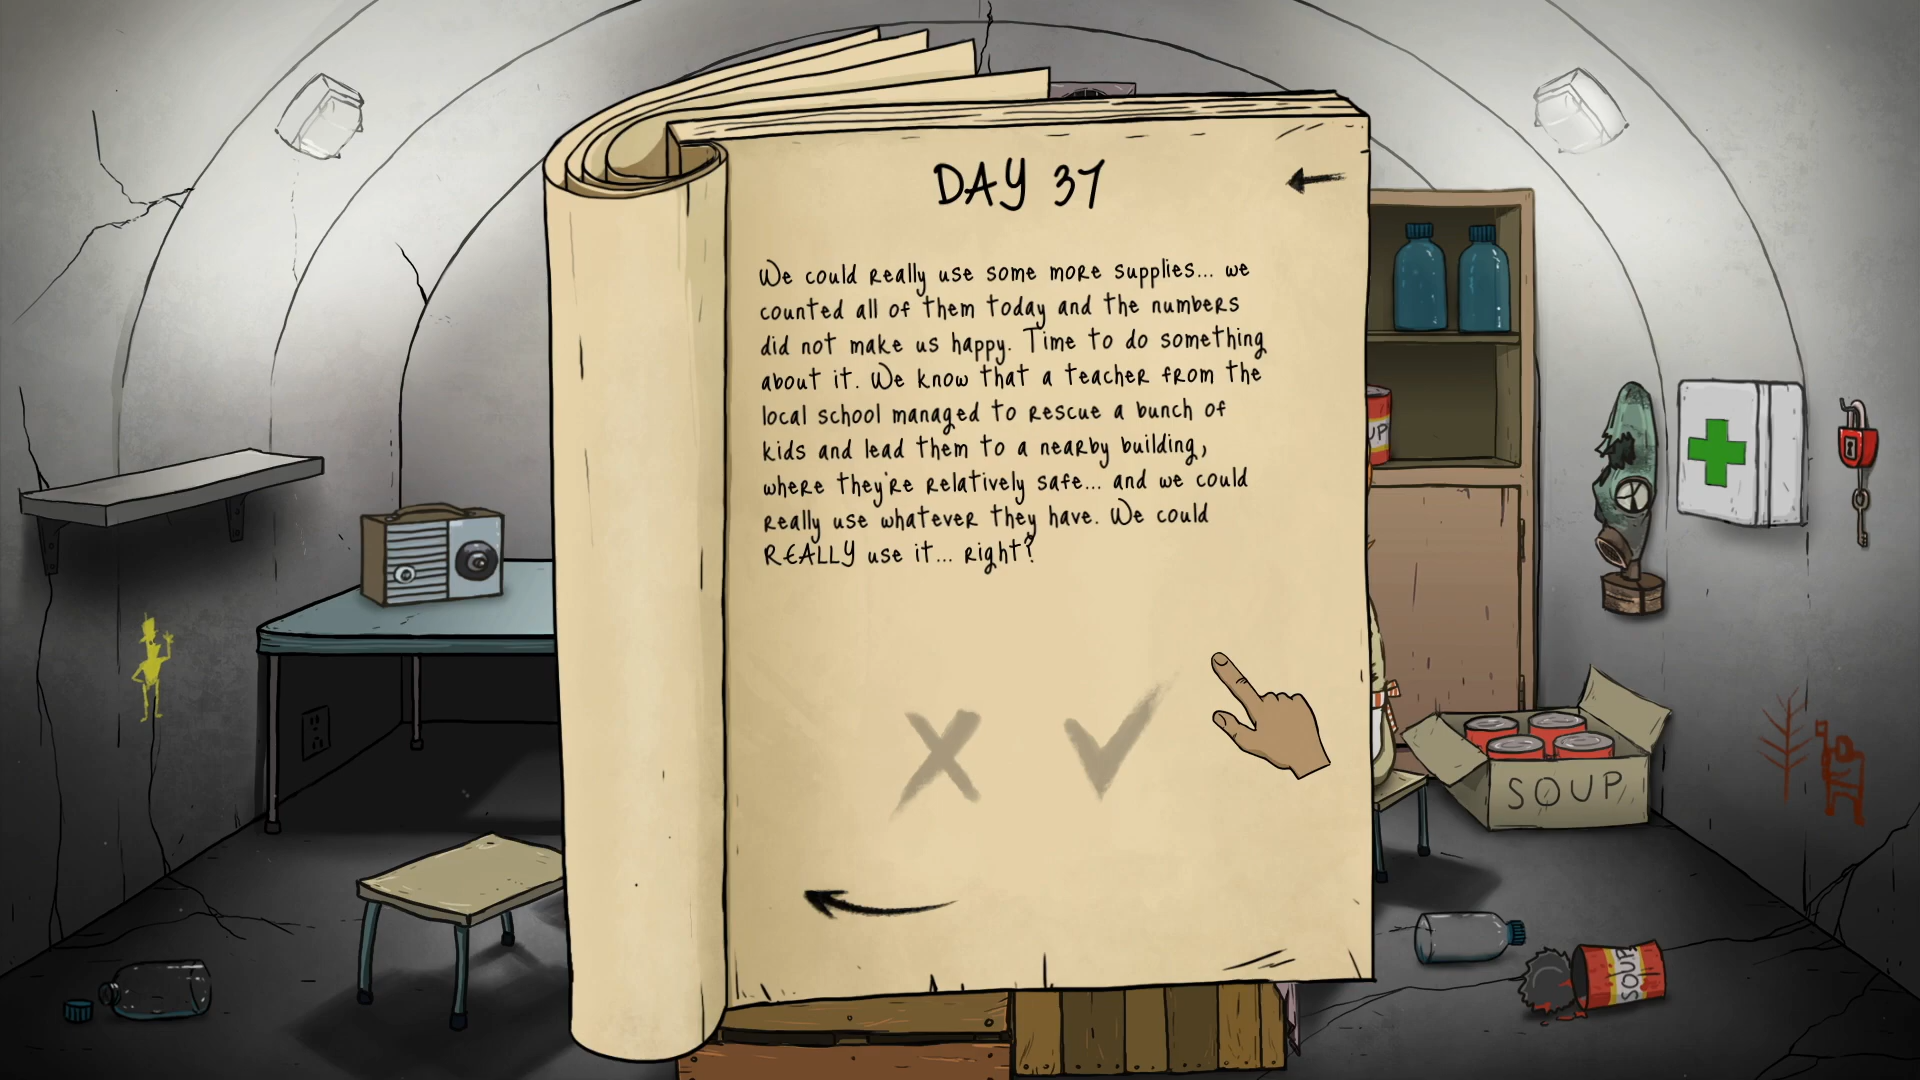 DAY 37
We could really use some more supplies... we
counted all of them today and the numbers
did not make us happy. Time to do something
about it. We know that a teacher from the
local school managed to rescue a bunch of
kids and lead them to a nearby building,
where they're relatively safe... and we could
really use whatever they have. We could
REALLY use it... right?
UP
SOUP
SOUP